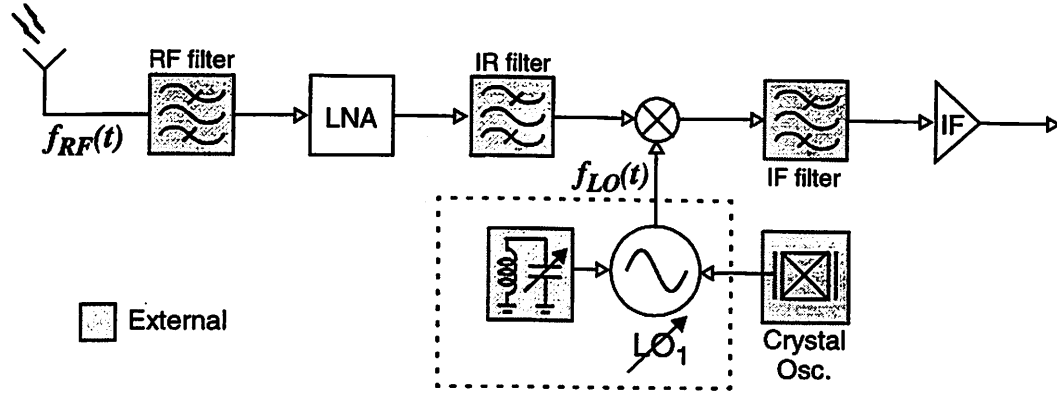 RF filter
IR filter
LNA
IF
f_RF(t)
f_LO(t)
IF filter
External
LO₁
Crystal
Osc.